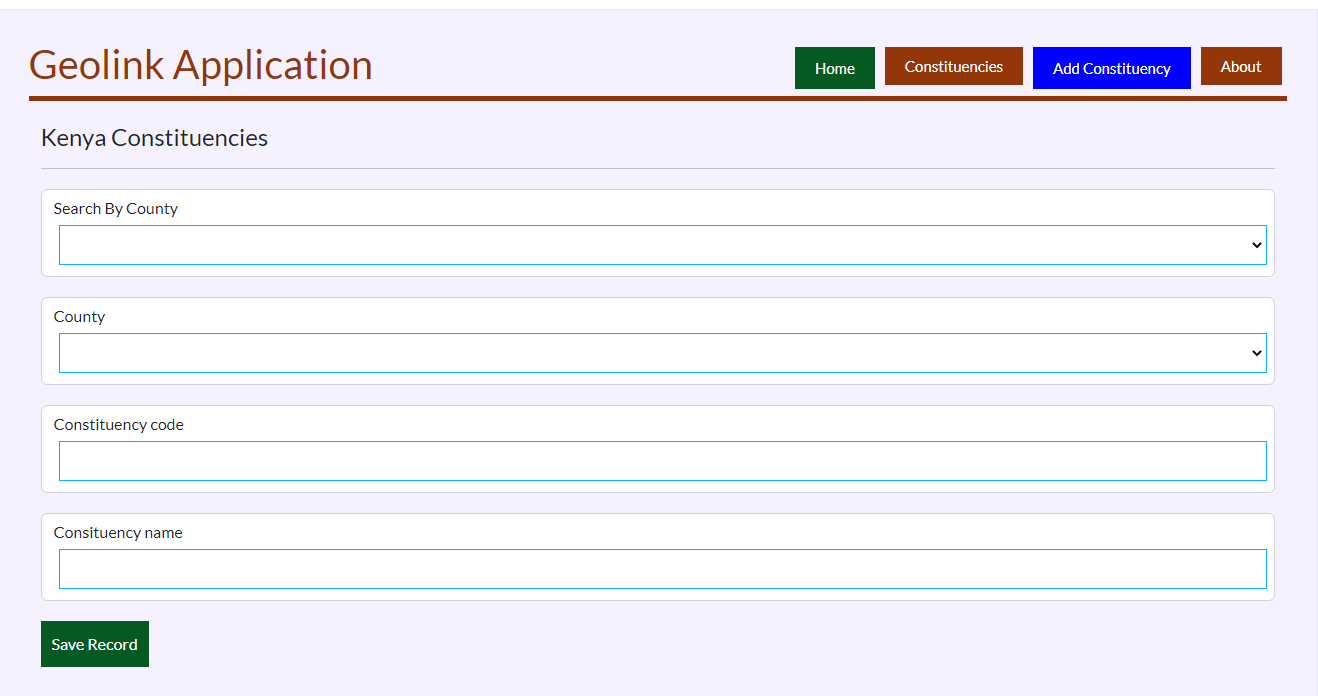 Geolink Application
Home
Constituencies
Add Constituency
About
Kenya Constituencies
Search By County
County
Constituency code
Consituency name
Save Record